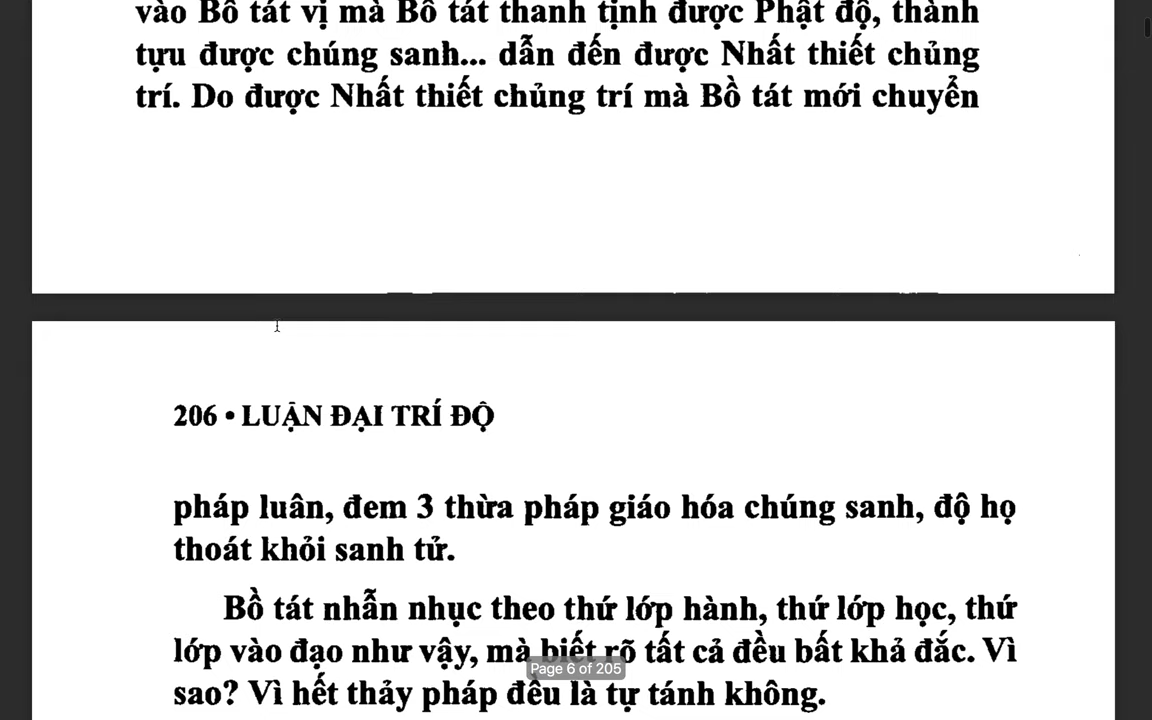 vào Bồ tát vị mà Bồ tát thanh tịnh được Phật độ, thành
tựu được chúng sanh... dẫn đến được Nhất thiết chủng
trí. Do được Nhất thiết chủng trí mà Bồ tát mới chuyển
206 • LUẬN ĐẠI TRÍ ĐỘ
pháp luân, đem 3 thừa pháp giáo hóa chúng sanh, độ họ
thoát khỏi sanh tử.
Bồ tát nhẫn nhục theo thứ lớp hành, thứ lớp học, thứ
lớp vào đạo như vậy, mà biết rõ tất cả đều bất khả đắc. Vì
Page 6 of 205
sao? Vì hết thảy pháp đều là tự tánh không.